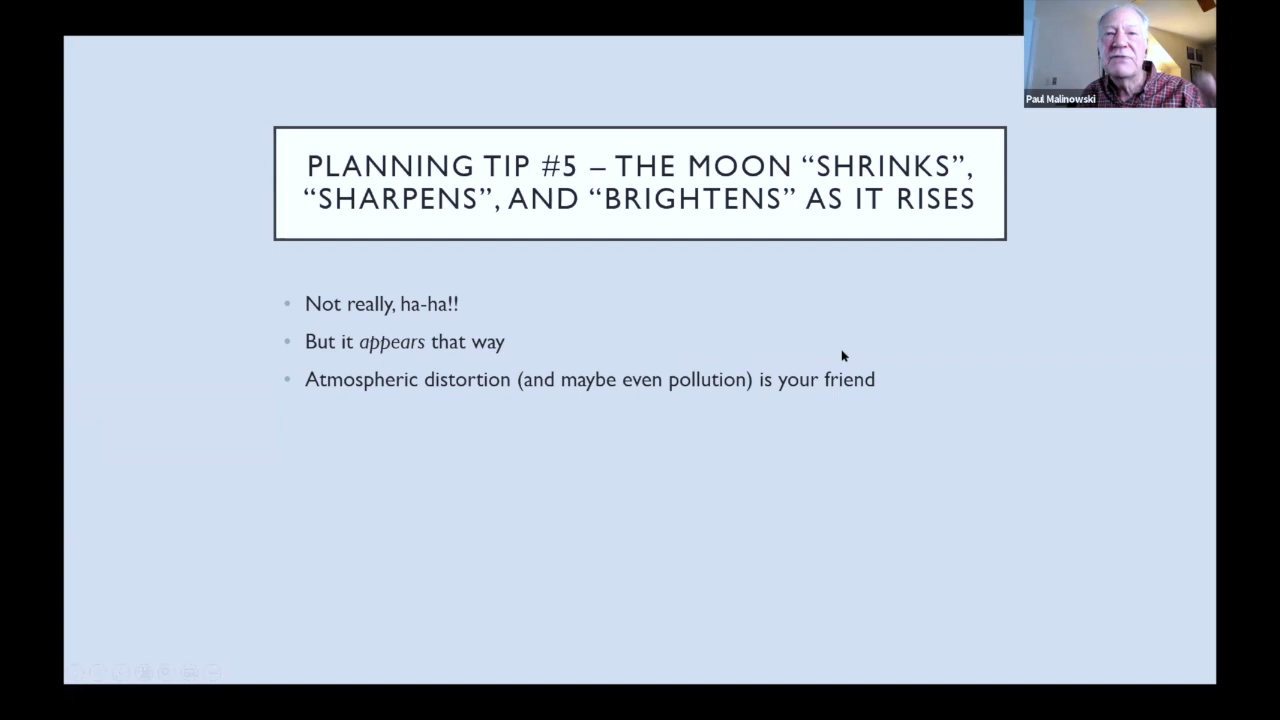 Paul Malinowski
PLANNING TIP #5 – THE MOON “SHRINKS”,
“SHARPENS”, AND “BRIGHTENS” AS IT RISES
• Not really, ha-ha!!
• But it appears that way
• Atmospheric distortion (and maybe even pollution) is your friend